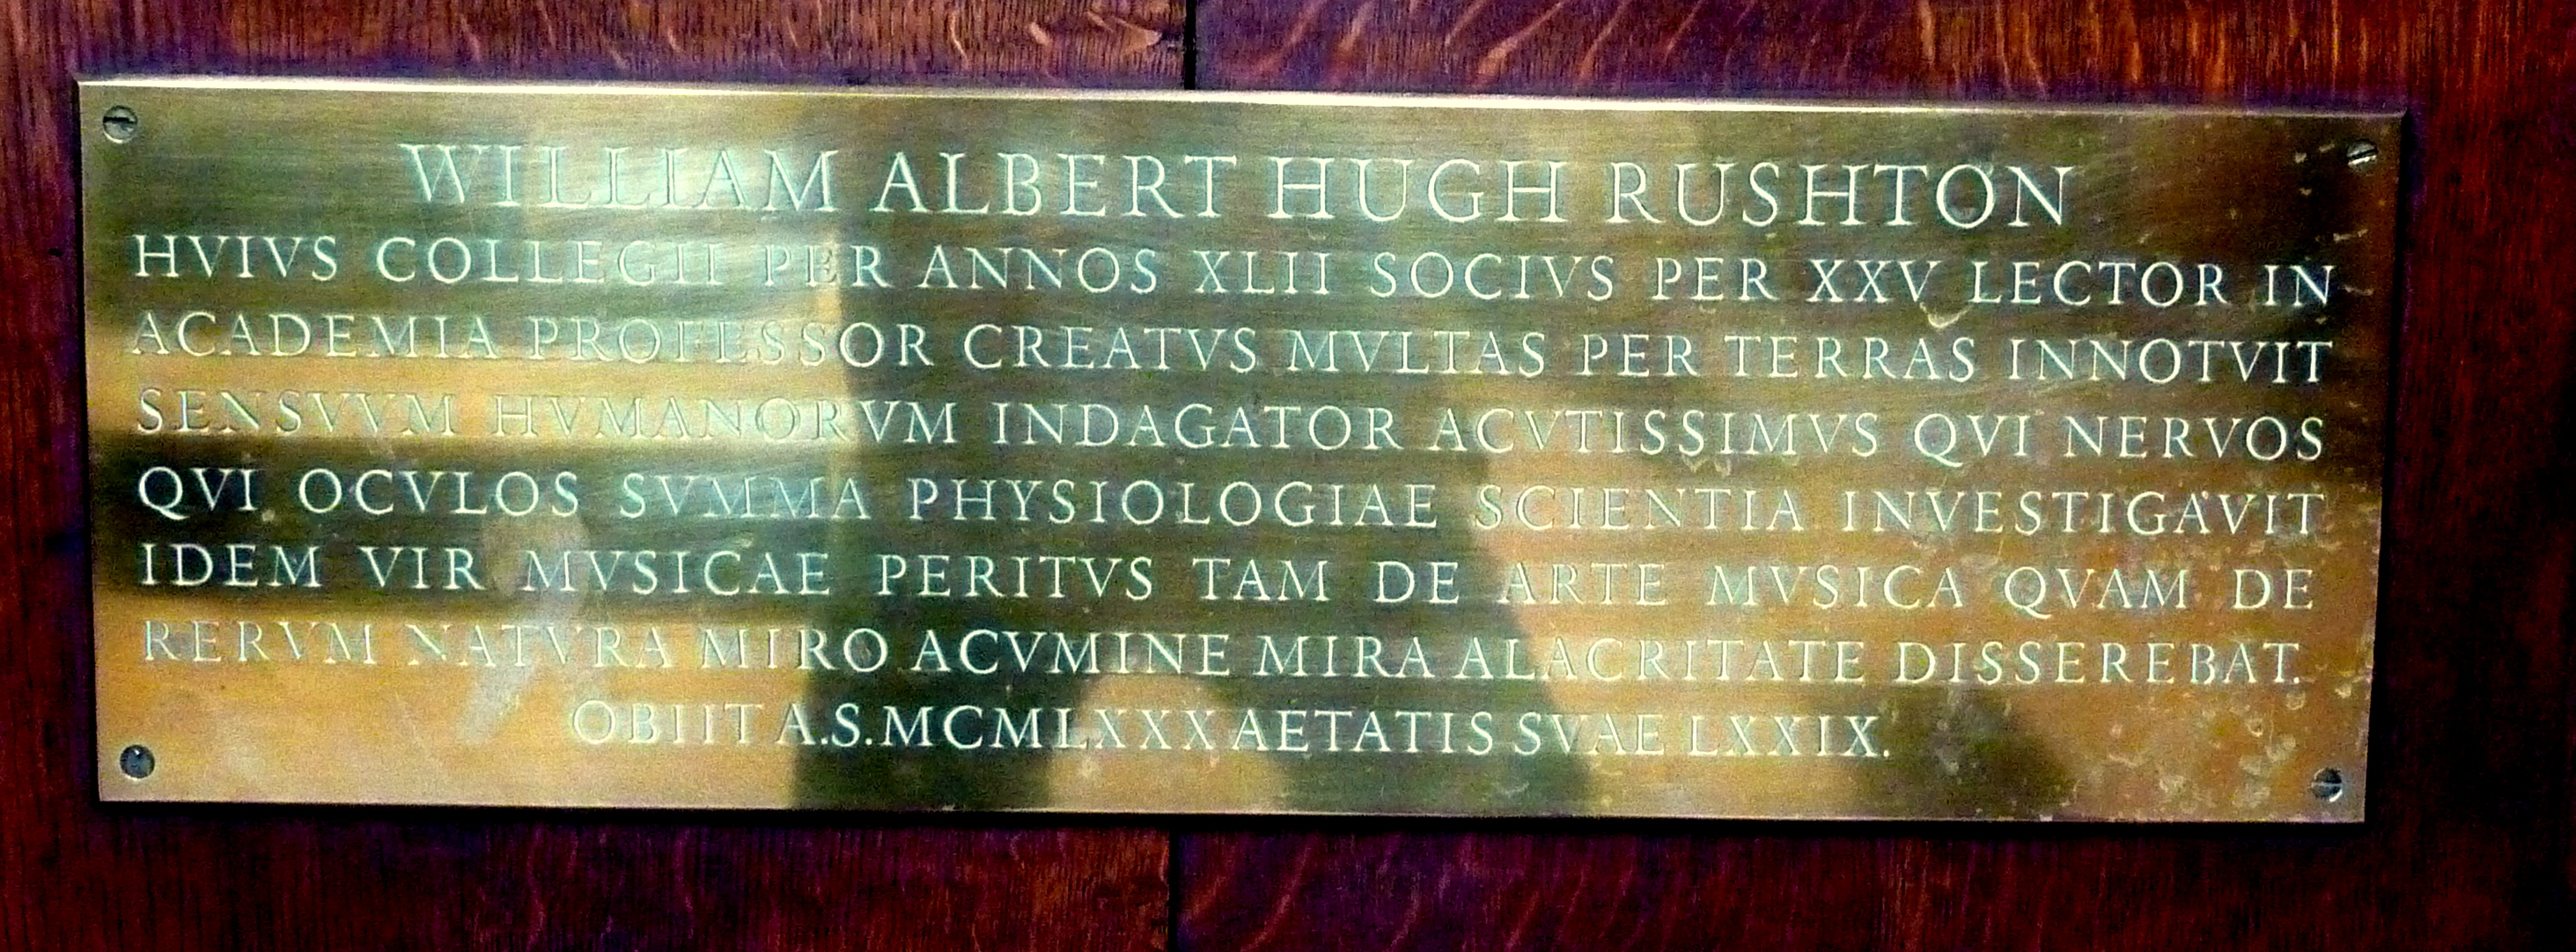 WILLIAM ALBERT HUGH RUSHTON
HVIVS COLLEGII PER ANNOS XLII SOCIVS PER XXV LECTOR IN
ACADEMIA PROFESSOR CREATVS MVLTAS PER TERRAS INNOTVIT
SENSVVM HVMANORVM INDAGATOR ACVTISSIMVS QVI NERVOS
QVI OCVLOS SVMMA PHYSIOLOGIAE SCIENTIA INVESTIGAVIT
IDEM VIR MVSICAE PERITVS TAM DE ARTE MVSICA QVAM DE
RERVM NATVRA MIRO ACVMINE MIRA ALACRITATE DISSEREBAT.
OBIIT A.S. MCMLXXX AETATIS SVAE LXXIX.